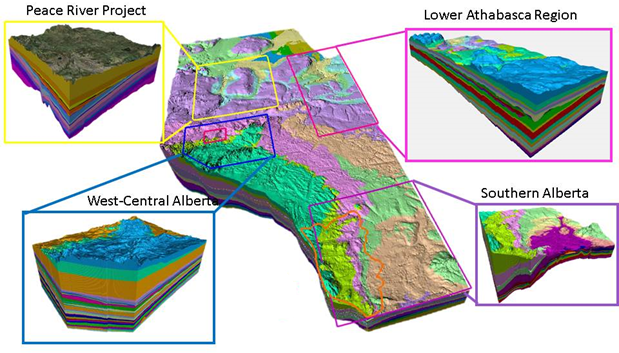 Peace River Project
Lower Athabasca Region
West-Central Alberta
Southern Alberta